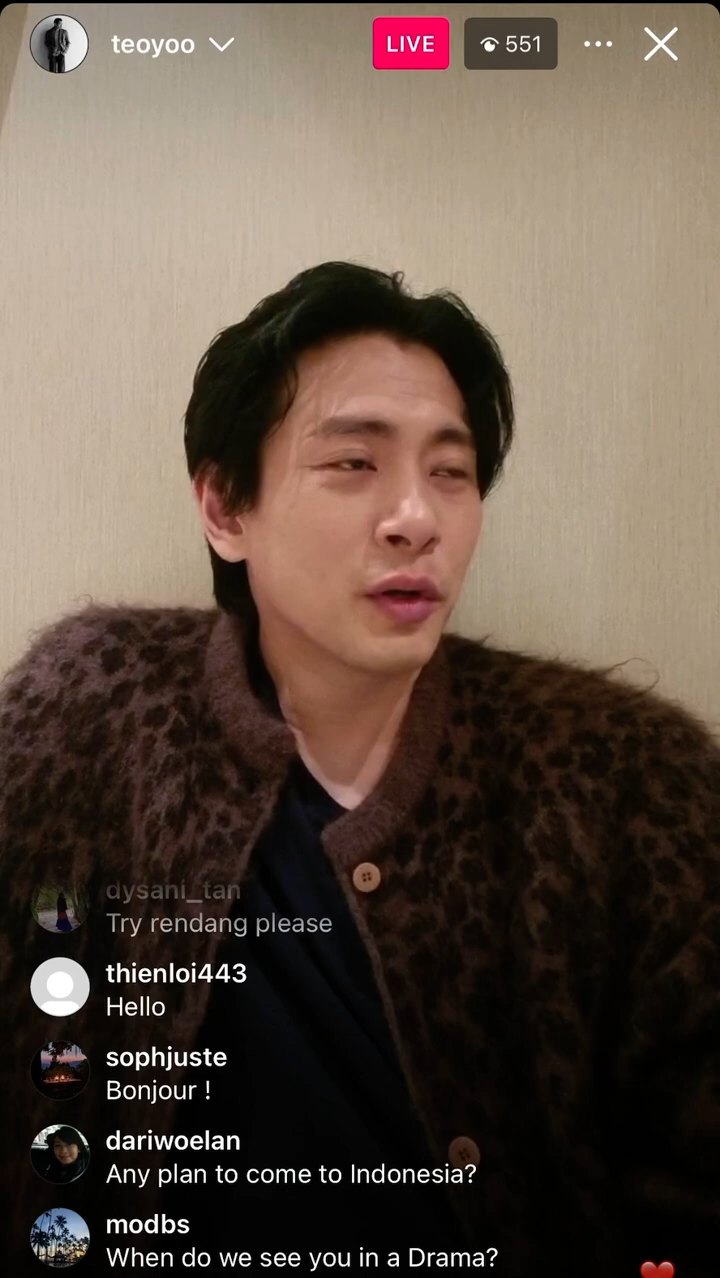 teoyoo
LIVE
551
dysani_tan
Try rendang please
thienloi443
Hello
sophjuste
Bonjour !
dariwoelan
Any plan to come to Indonesia?
modbs
When do we see you in a Drama?